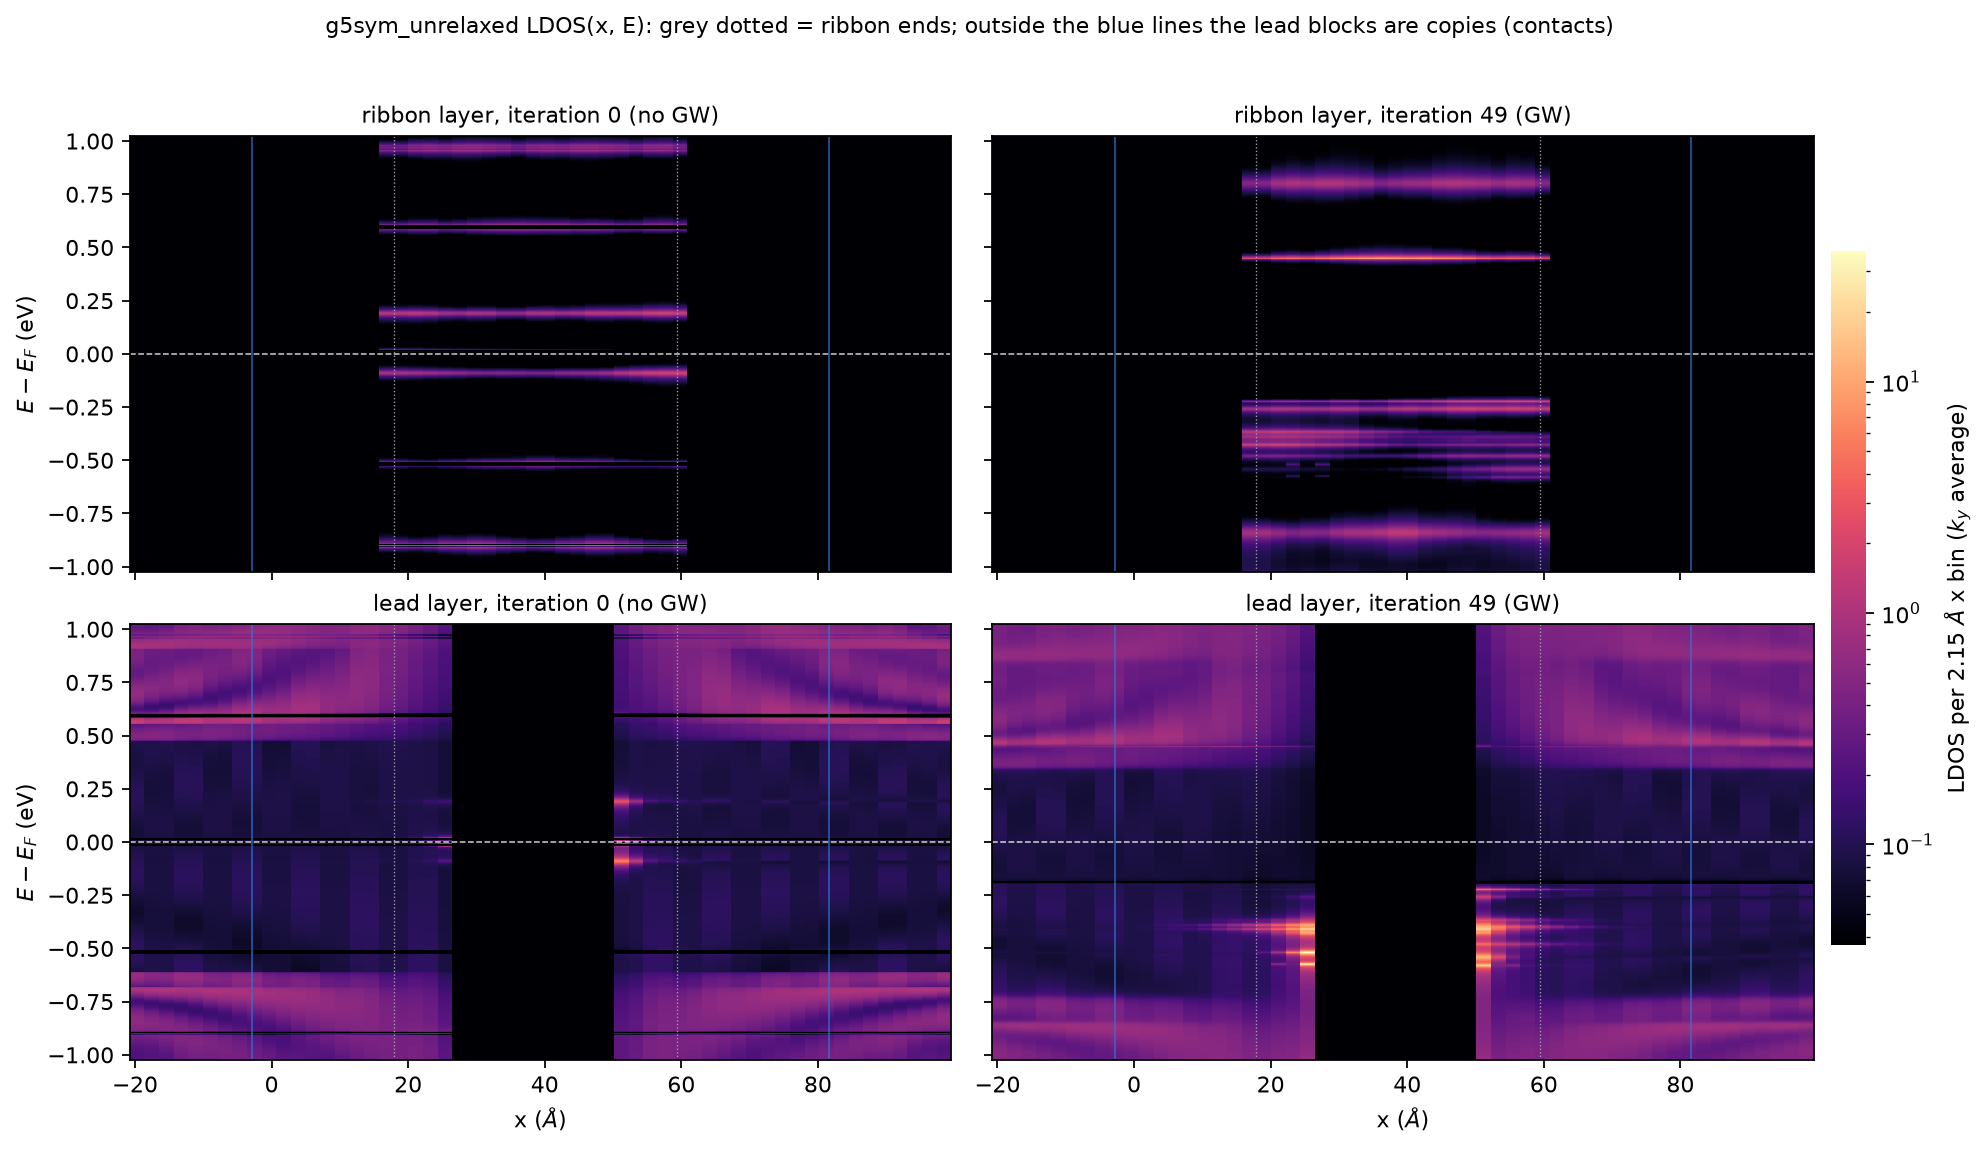 g5sym_unrelaxed LDOS(x, E): grey dotted = ribbon ends; outside the blue lines the lead blocks are copies (contacts)
ribbon layer, iteration 0 (no GW)
ribbon layer, iteration 49 (GW)
1.00
0.75
0.50
0.25
0.00
−0.25
−0.50
−0.75
−1.00
E − E_F (eV)
lead layer, iteration 0 (no GW)
lead layer, iteration 49 (GW)
1.00
0.75
0.50
0.25
0.00
−0.25
−0.50
−0.75
−1.00
E − E_F (eV)
−20 0 20 40 60 80
x (Å)
−20 0 20 40 60 80
x (Å)
10¹
10⁰
10⁻¹
LDOS per 2.15 Å x bin (k_y average)